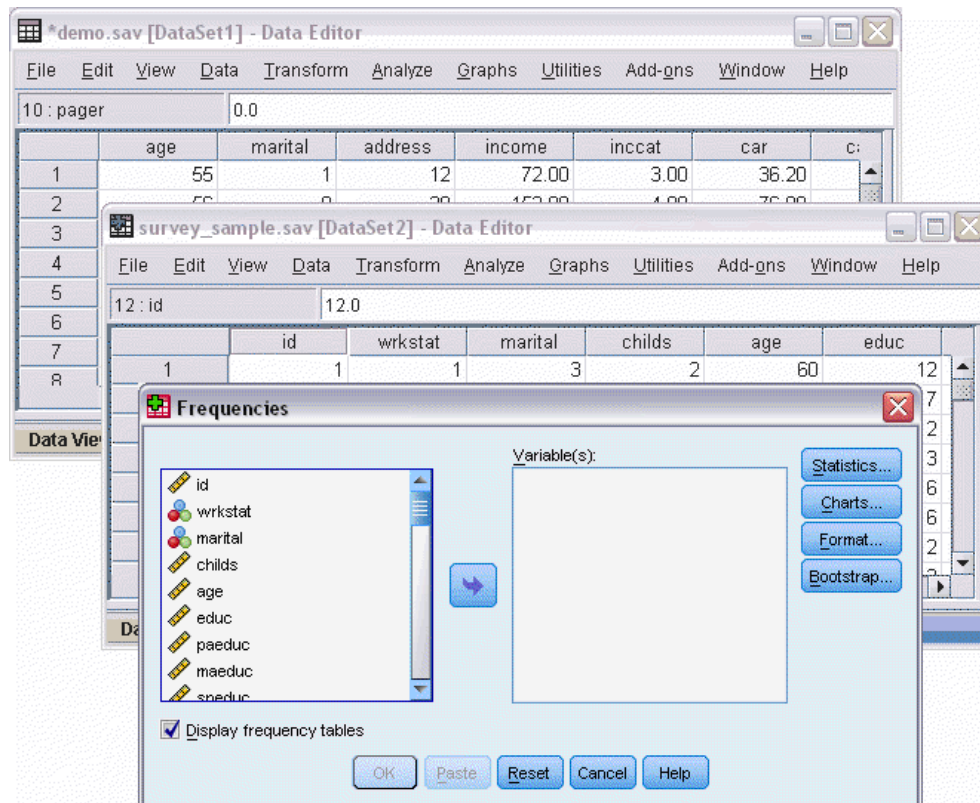 *demo.sav [DataSet1] - Data Editor
File Edit View Data Transform Analyze Graphs Utilities Add-ons Window Help
10 : pager 0.0
age marital address income inccat car
1 55 1 12 72.00 3.00 36.20
2
3
4
5
6
7
8
Data Vie
survey_sample.sav [DataSet2] - Data Editor
File Edit View Data Transform Analyze Graphs Utilities Add-ons Window Help
12 : id 12.0
id wrkstat marital childs age educ
1 1 1 3 2 60 12
7
2
3
6
6
2
Da
Frequencies
Variable(s):
id
wrkstat
marital
childs
age
educ
paeduc
maeduc
speduc
Statistics...
Charts...
Format...
Bootstrap...
Display frequency tables
OK Paste Reset Cancel Help